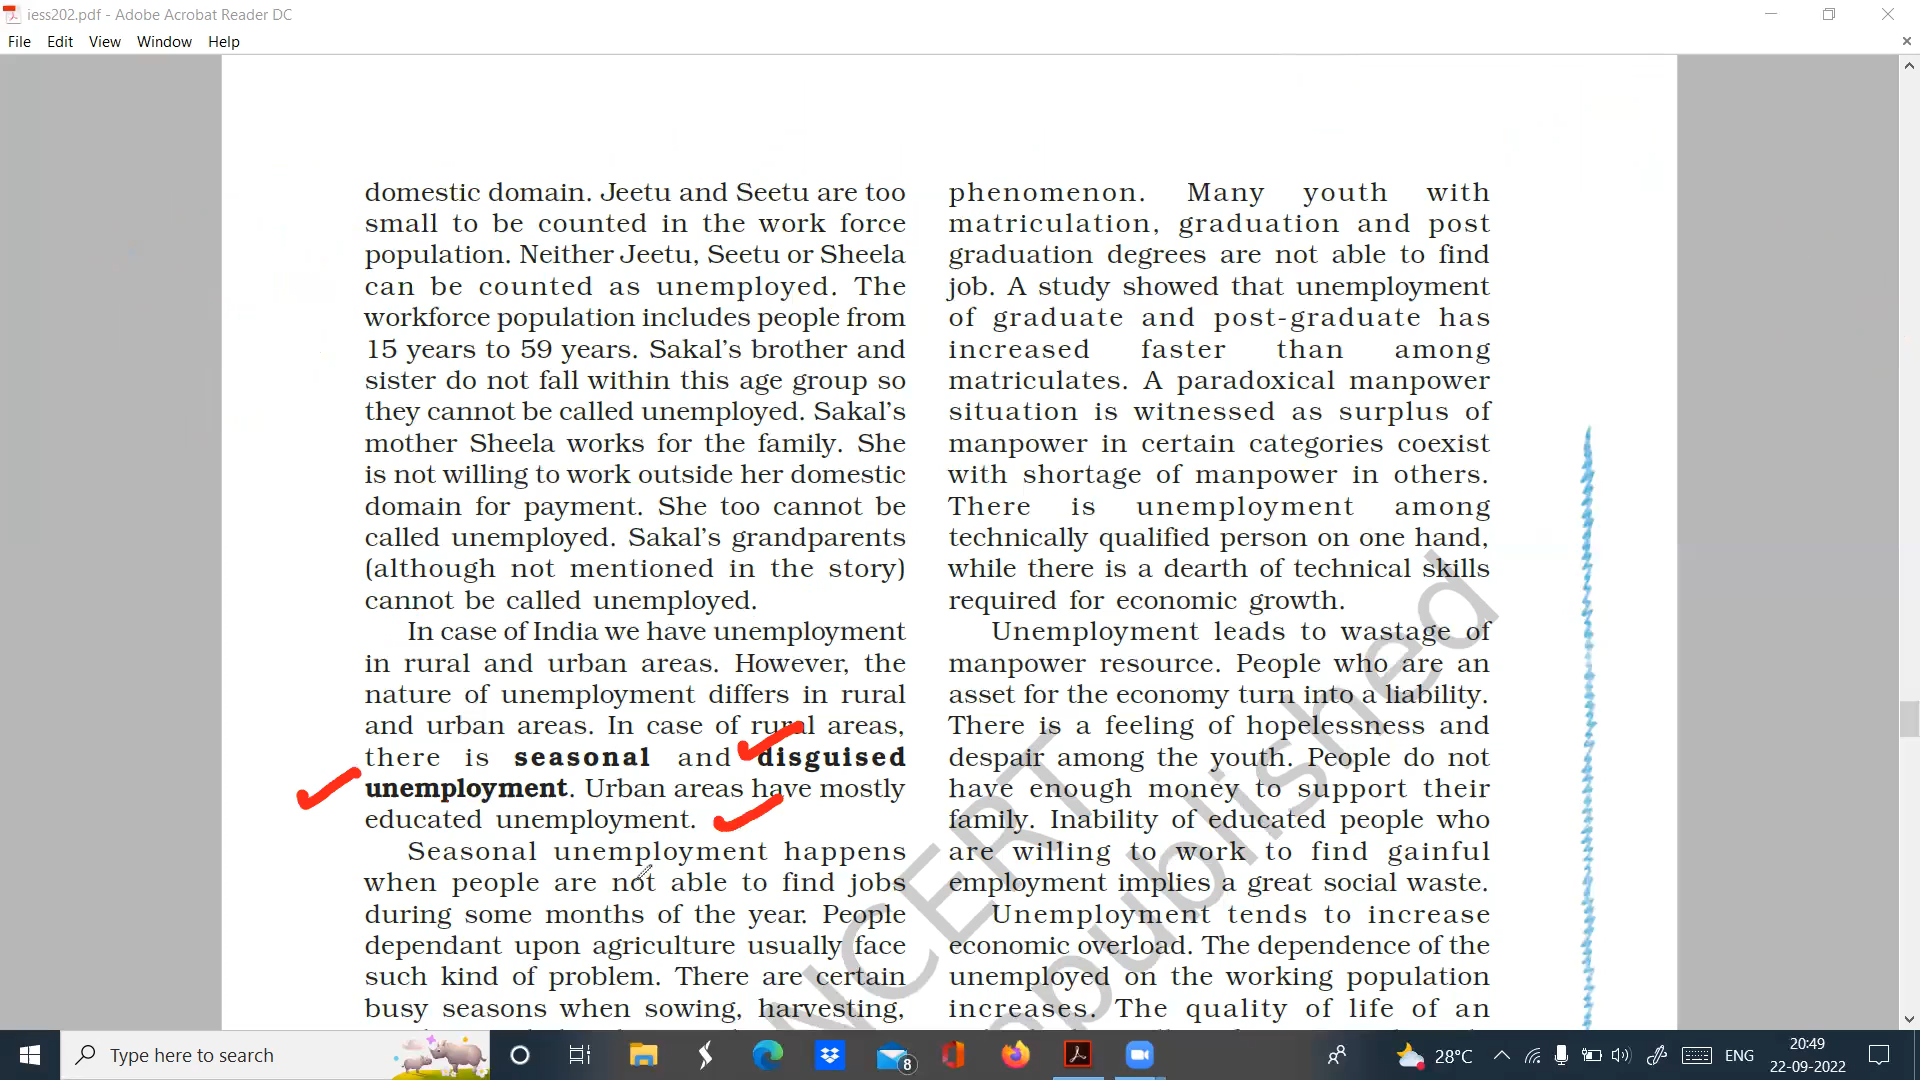 iess202.pdf - Adobe Acrobat Reader DC
File Edit View Window Help
domestic domain. Jeetu and Seetu are too
small to be counted in the work force
population. Neither Jeetu, Seetu or Sheela
can be counted as unemployed. The
workforce population includes people from
15 years to 59 years. Sakal’s brother and
sister do not fall within this age group so
they cannot be called unemployed. Sakal’s
mother Sheela works for the family. She
is not willing to work outside her domestic
domain for payment. She too cannot be
called unemployed. Sakal’s grandparents
(although not mentioned in the story)
cannot be called unemployed.
In case of India we have unemployment
in rural and urban areas. However, the
nature of unemployment differs in rural
and urban areas. In case of rural areas,
there is seasonal and disguised
unemployment. Urban areas have mostly
educated unemployment.
Seasonal unemployment happens
when people are not able to find jobs
during some months of the year. People
dependant upon agriculture usually face
such kind of problem. There are certain
busy seasons when sowing, harvesting,
phenomenon. Many youth with
matriculation, graduation and post
graduation degrees are not able to find
job. A study showed that unemployment
of graduate and post-graduate has
increased faster than among
matriculates. A paradoxical manpower
situation is witnessed as surplus of
manpower in certain categories coexist
with shortage of manpower in others.
There is unemployment among
technically qualified person on one hand,
while there is a dearth of technical skills
required for economic growth.
Unemployment leads to wastage of
manpower resource. People who are an
asset for the economy turn into a liability.
There is a feeling of hopelessness and
despair among the youth. People do not
have enough money to support their
family. Inability of educated people who
are willing to work to find gainful
employment implies a great social waste.
Unemployment tends to increase
economic overload. The dependence of the
unemployed on the working population
increases. The quality of life of an
NCERT
republished
Type here to search
8
28°C
ENG
20:49
22-09-2022